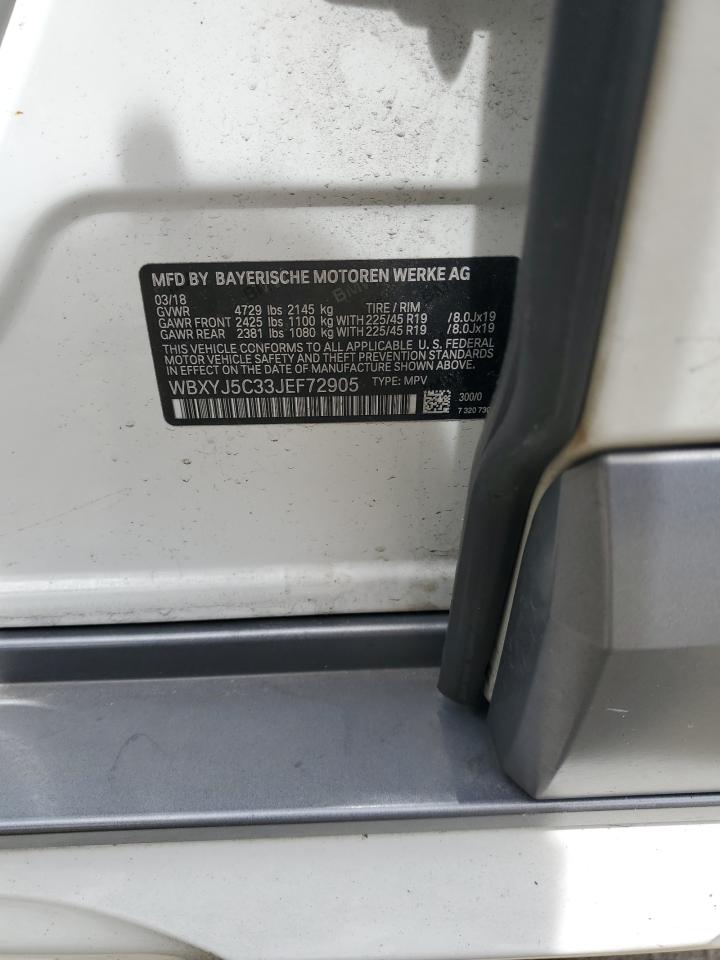 MFD BY BAYERISCHE MOTOREN WERKE AG
03/18
GVWR 4729 lbs 2145 kg TIRE / RIM
GAWR FRONT 2425 lbs 1100 kg WITH 225/45 R19 /8.0Jx19
GAWR REAR 2381 lbs 1080 kg WITH 225/45 R19 /8.0Jx19
THIS VEHICLE CONFORMS TO ALL APPLICABLE U. S. FEDERAL
MOTOR VEHICLE SAFETY AND THEFT PREVENTION STANDARDS
IN EFFECT ON THE DATE OF MANUFACTURE SHOWN ABOVE.
WBXYJ5C33JEF72905 TYPE: MPV
300/0
7 320 730